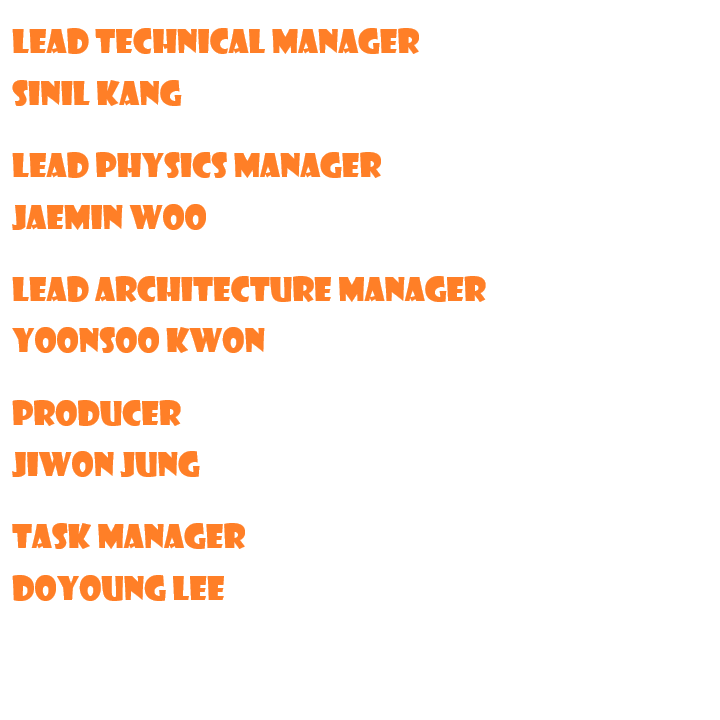 LEAD TECHNICAL MANAGER
SINIL KANG
LEAD PHYSICS MANAGER
JAEMIN WOO
LEAD ARCHITECTURE MANAGER
YOONSOO KWON
PRODUCER
JIWON JUNG
TASK MANAGER
DOYOUNG LEE